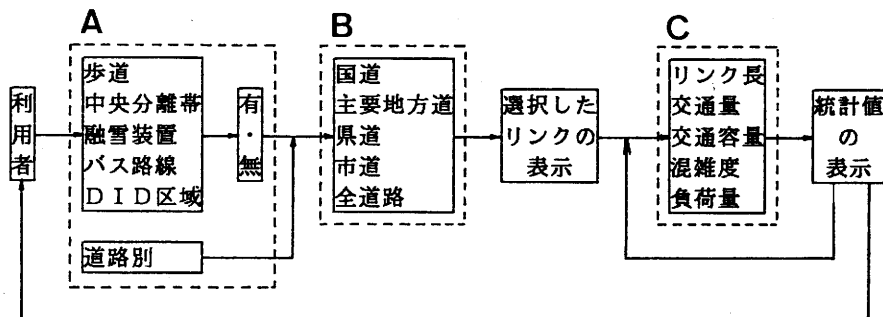 A
B
C
利用者
歩道
中央分離帯
融雪装置
バス路線
DID区域
有・無
道路別
国道
主要地方道
県道
市道
全道路
選択した
リンクの
表示
リンク長
交通量
交通容量
混雑度
負荷量
統計値
の
表示